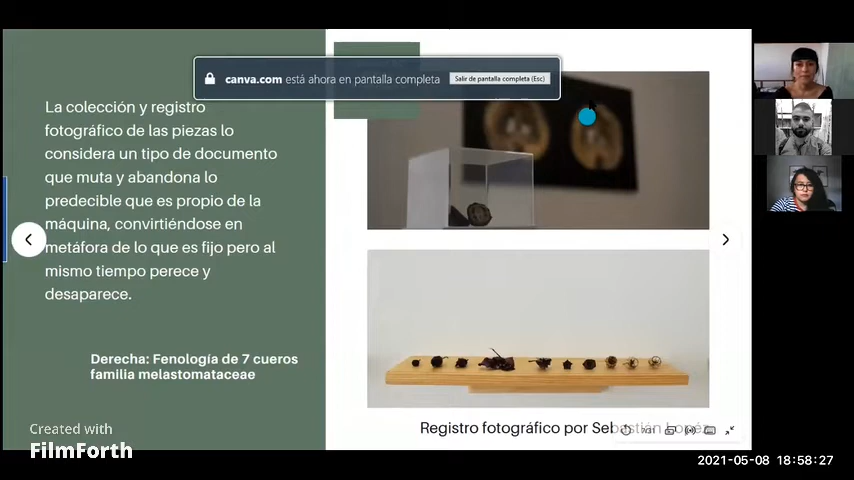 canva.com está ahora en pantalla completa
Salir de pantalla completa (Esc)
La colección y registro
fotográfico de las piezas lo
considera un tipo de documento
que muta y abandona lo
predecible que es propio de la
máquina, convirtiéndose en
metáfora de lo que es fijo pero al
mismo tiempo perece y
desaparece.
Derecha: Fenología de 7 cueros
familia melastomataceae
Registro fotográfico por Sebastián
Created with
FilmForth
2021-05-08 18:58:27